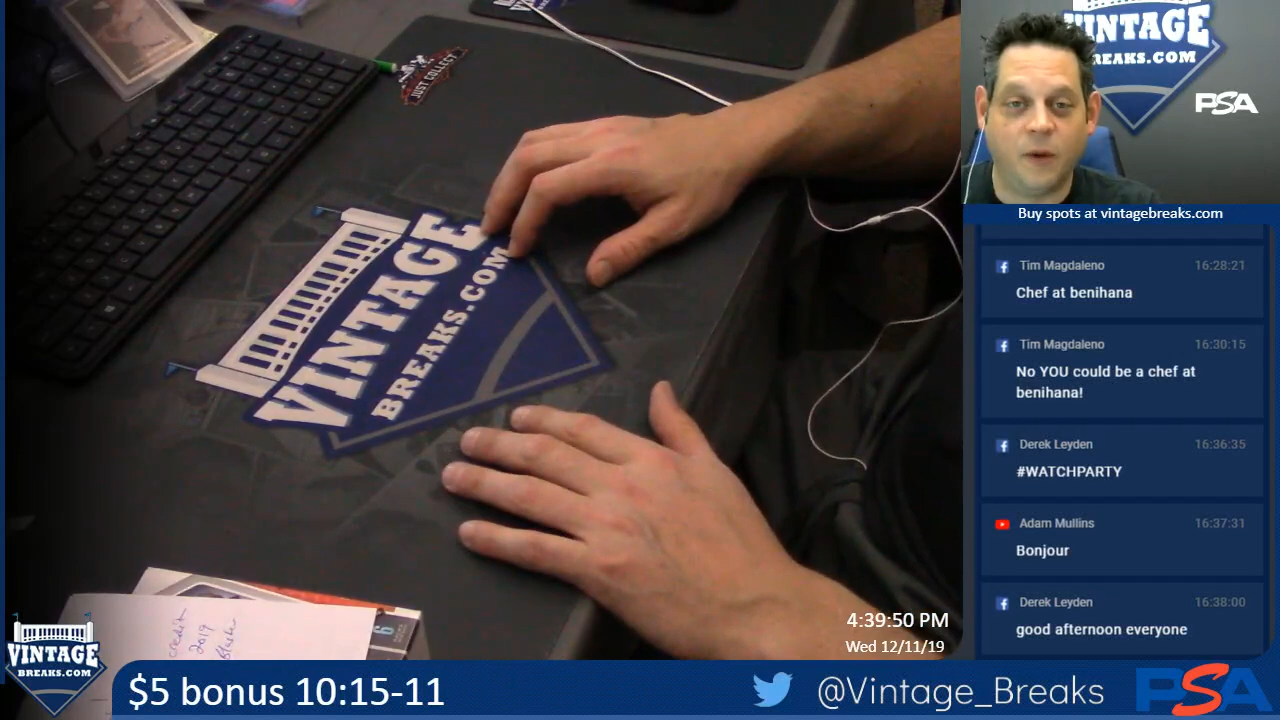 JUST COLLECT
VINTAGE
BREAKS.COM
credit
2019
6
VINTAGE
BREAKS.COM
PSA
Buy spots at vintagebreaks.com
Tim Magdaleno 16:28:21
Chef at benihana
Tim Magdaleno 16:30:15
No YOU could be a chef at
benihana!
Derek Leyden 16:36:35
#WATCHPARTY
Adam Mullins 16:37:31
Bonjour
Derek Leyden 16:38:00
good afternoon everyone
4:39:50 PM
Wed 12/11/19
VINTAGE
BREAKS.COM
$5 bonus 10:15-11
@Vintage_Breaks
PSA